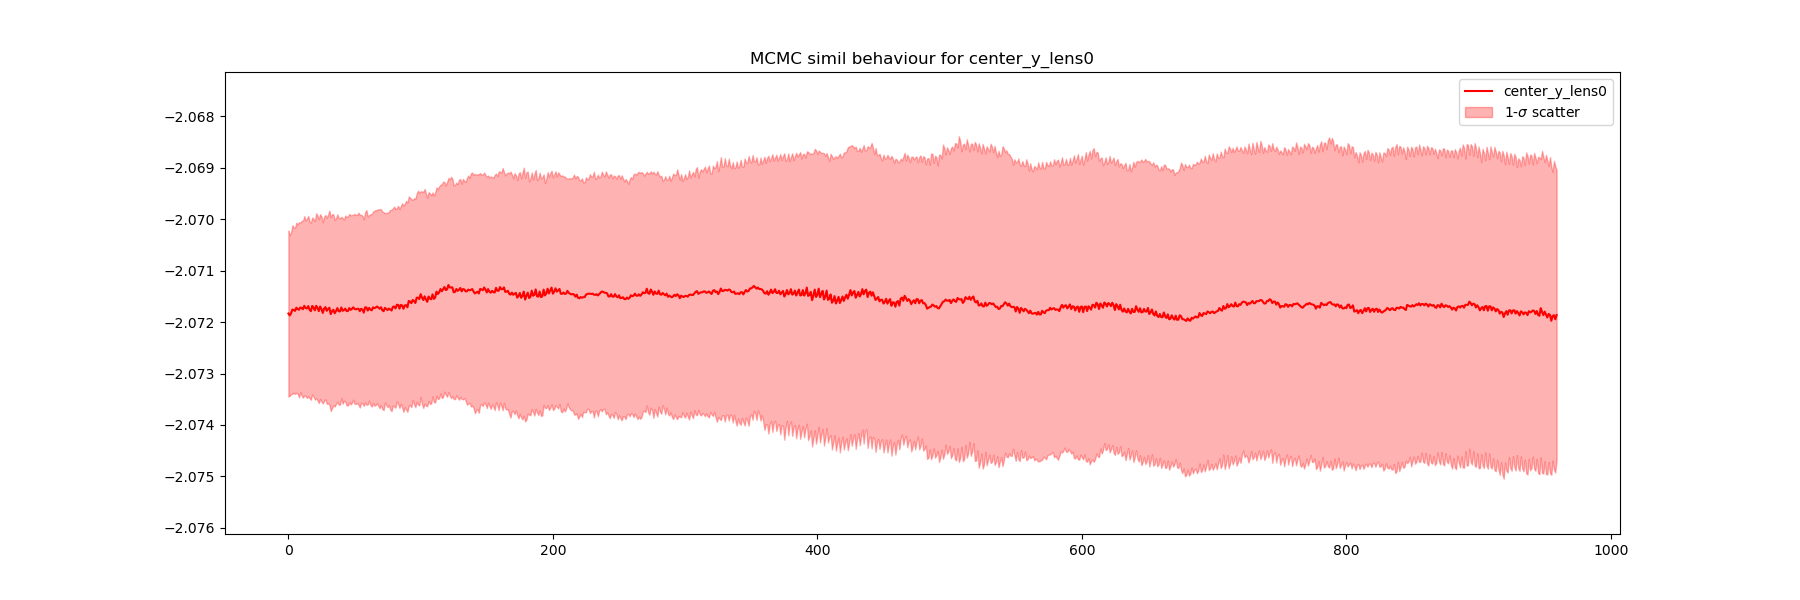 MCMC simil behaviour for center_y_lens0
center_y_lens0
1-σ scatter
−2.068
−2.069
−2.070
−2.071
−2.072
−2.073
−2.074
−2.075
−2.076
0 200 400 600 800 1000